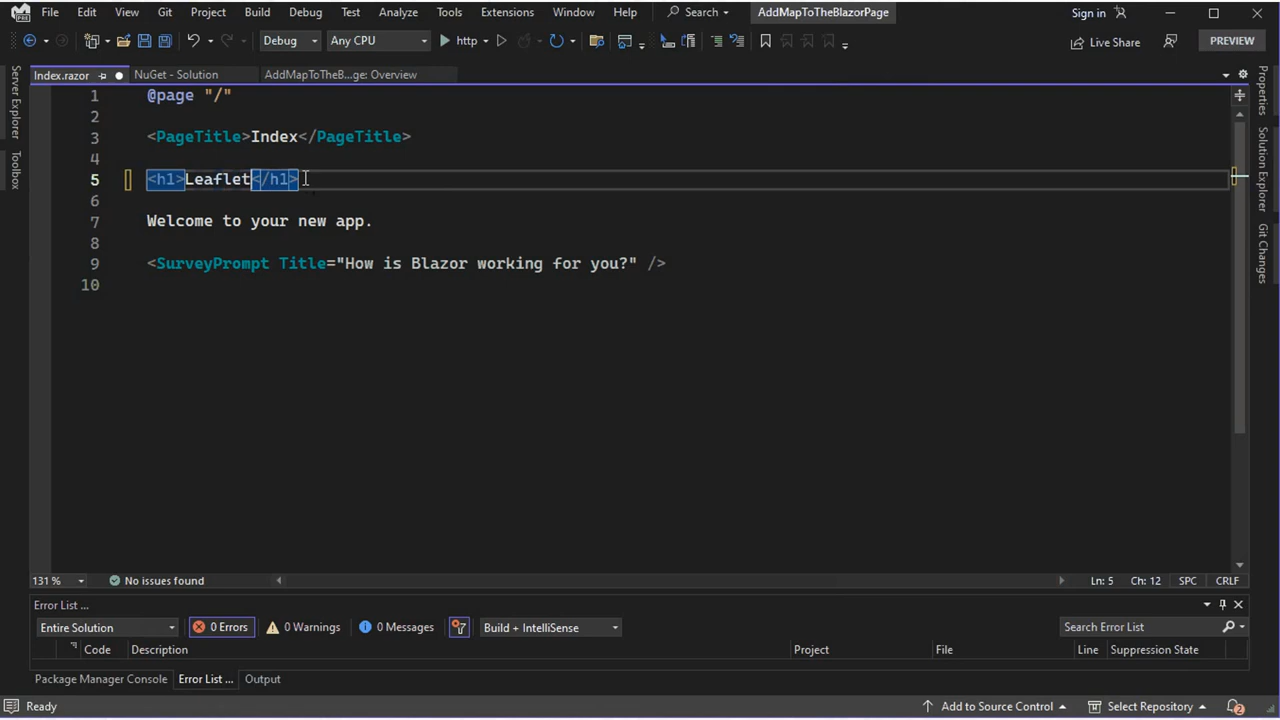 File Edit View Git Project Build Debug Test Analyze Tools Extensions Window Help Search AddMapToTheBlazorPage Sign in
Debug Any CPU http Live Share PREVIEW
Index.razor NuGet - Solution AddMapToTheB...ge: Overview
Server Explorer
Toolbox
Properties
Solution Explorer
Git Changes
1 @page "/"
2
3 <PageTitle>Index</PageTitle>
4
5 <h1>Leaflet</h1>
6
7 Welcome to your new app.
8
9 <SurveyPrompt Title="How is Blazor working for you?" />
10
131 % No issues found Ln: 5 Ch: 12 SPC CRLF
Error List ...
Entire Solution 0 Errors 0 Warnings 0 Messages Build + IntelliSense Search Error List
Code Description Project File Line Suppression State
Package Manager Console Error List ... Output
Ready Add to Source Control Select Repository 2